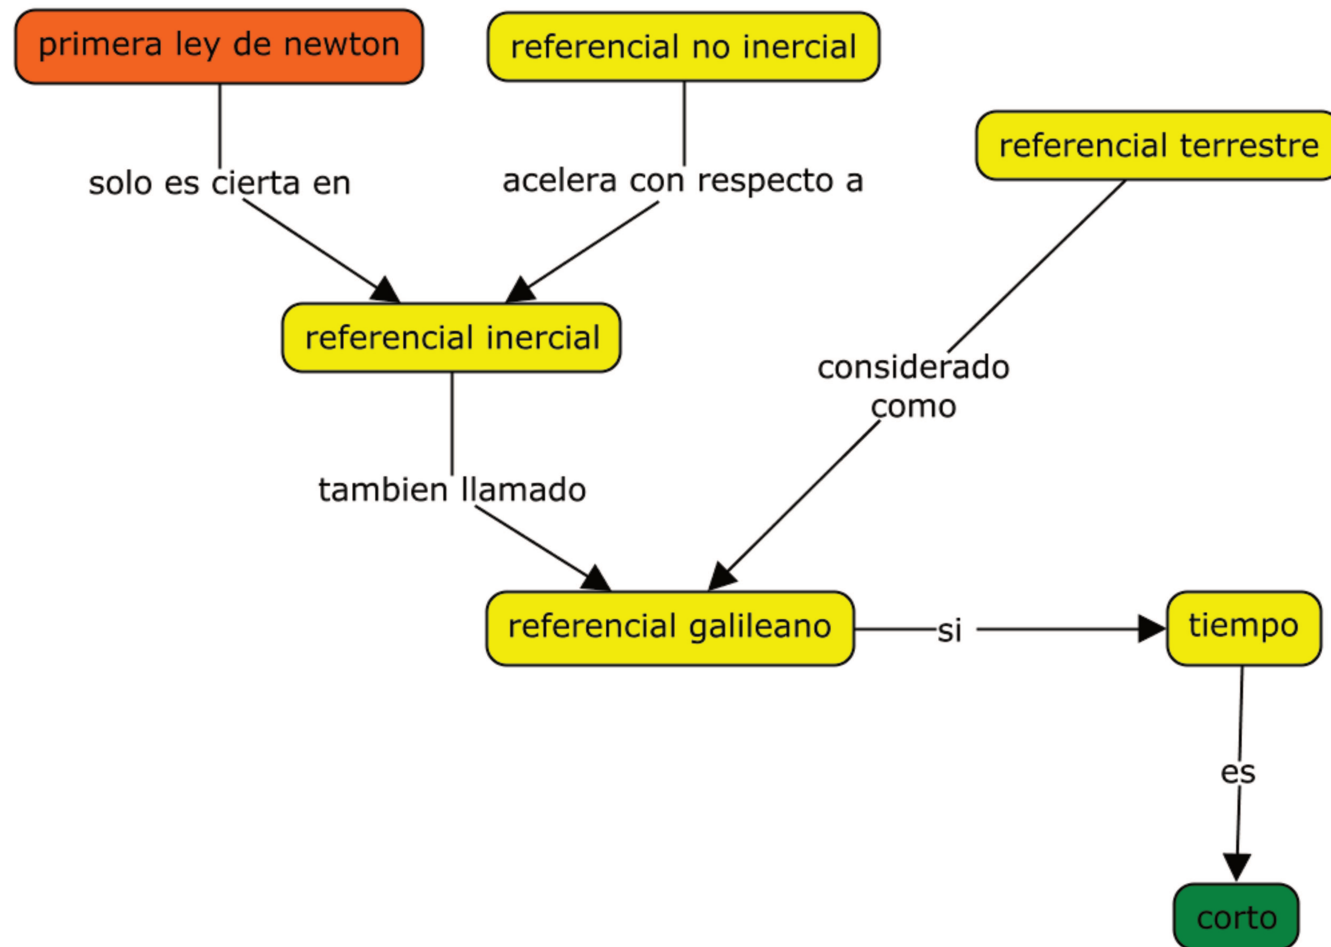 primera ley de newton
referencial no inercial
referencial terrestre
solo es cierta en
acelera con respecto a
referencial inercial
considerado
como
tambien llamado
referencial galileano
si
tiempo
es
corto